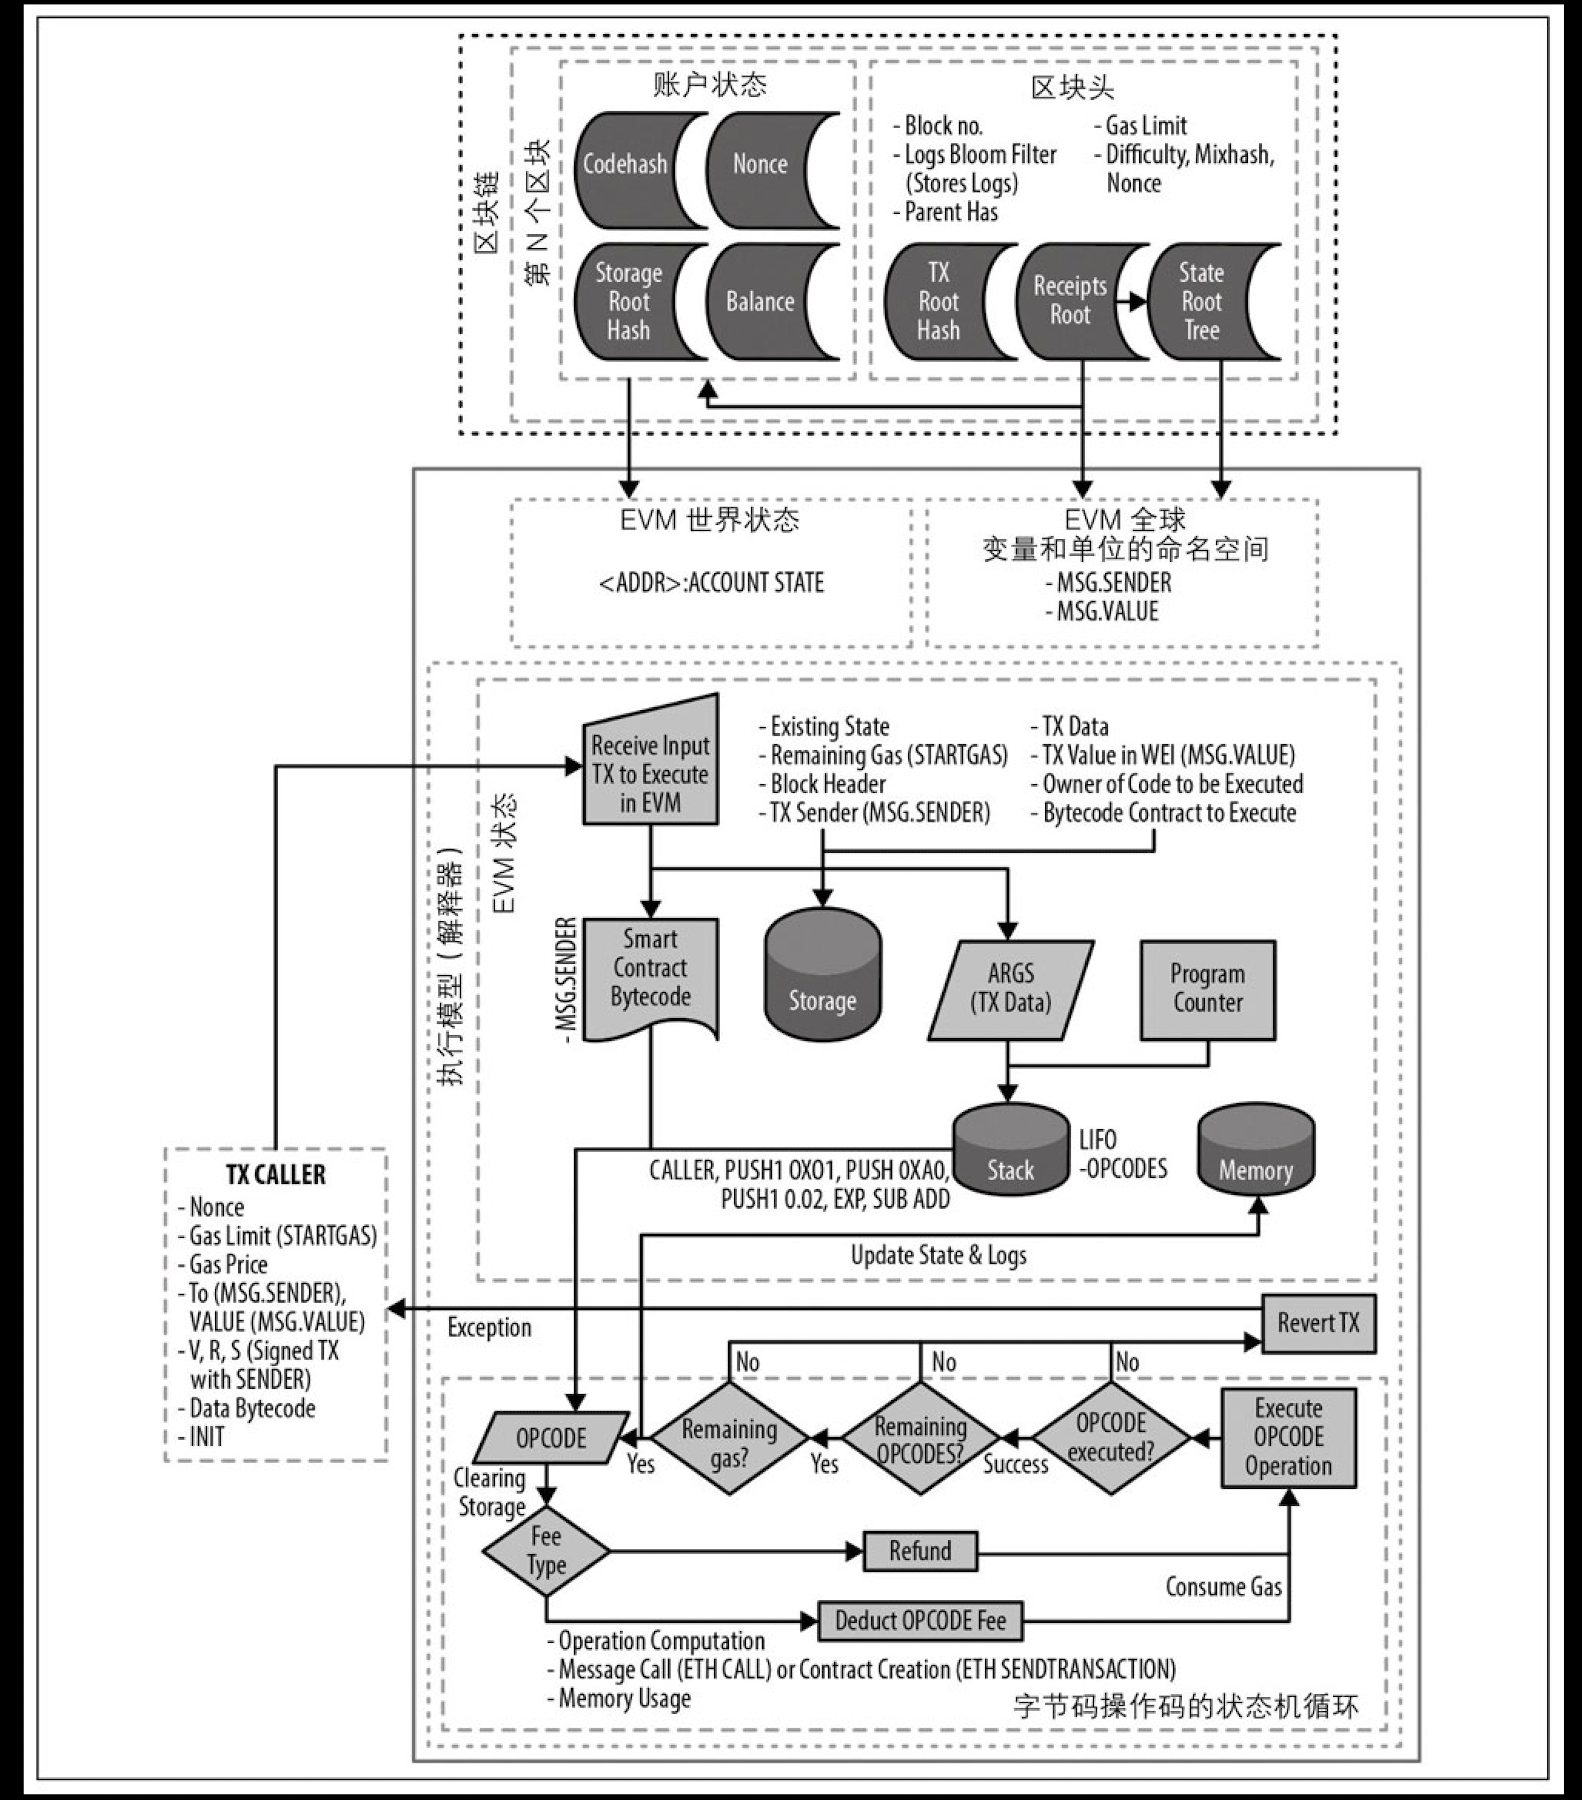 区块链
第 N 个区块
账户状态
Codehash
Nonce
Storage
Root
Hash
Balance
区块头
- Block no.
- Logs Bloom Filter
(Stores Logs)
- Parent Has
- Gas Limit
- Difficulty, Mixhash,
Nonce
TX
Root
Hash
Receipts
Root
State
Root
Tree
EVM 世界状态
<ADDR>:ACCOUNT STATE
EVM 全球
变量和单位的命名空间
- MSG.SENDER
- MSG.VALUE
执行模型（解释器）
EVM 状态
Receive Input
TX to Execute
in EVM
- Existing State
- Remaining Gas (STARTGAS)
- Block Header
- TX Sender (MSG.SENDER)
- TX Data
- TX Value in WEI (MSG.VALUE)
- Owner of Code to be Executed
- Bytecode Contract to Execute
- MSG.SENDER
Smart
Contract
Bytecode
Storage
ARGS
(TX Data)
Program
Counter
Stack
LIFO
-OPCODES
Memory
CALLER, PUSH1 0X01, PUSH 0XA0,
PUSH1 0.02, EXP, SUB ADD
Update State & Logs
TX CALLER
- Nonce
- Gas Limit (STARTGAS)
- Gas Price
- To (MSG.SENDER),
VALUE (MSG.VALUE)
- V, R, S (Signed TX
with SENDER)
- Data Bytecode
- INIT
Exception
Revert TX
No
No
No
OPCODE
Remaining
gas?
Remaining
OPCODES?
OPCODE
executed?
Execute
OPCODE
Operation
Yes
Yes
Success
Clearing
Storage
Fee
Type
Refund
Consume Gas
Deduct OPCODE Fee
- Operation Computation
- Message Call (ETH CALL) or Contract Creation (ETH SENDTRANSACTION)
- Memory Usage
字节码操作码的状态机循环